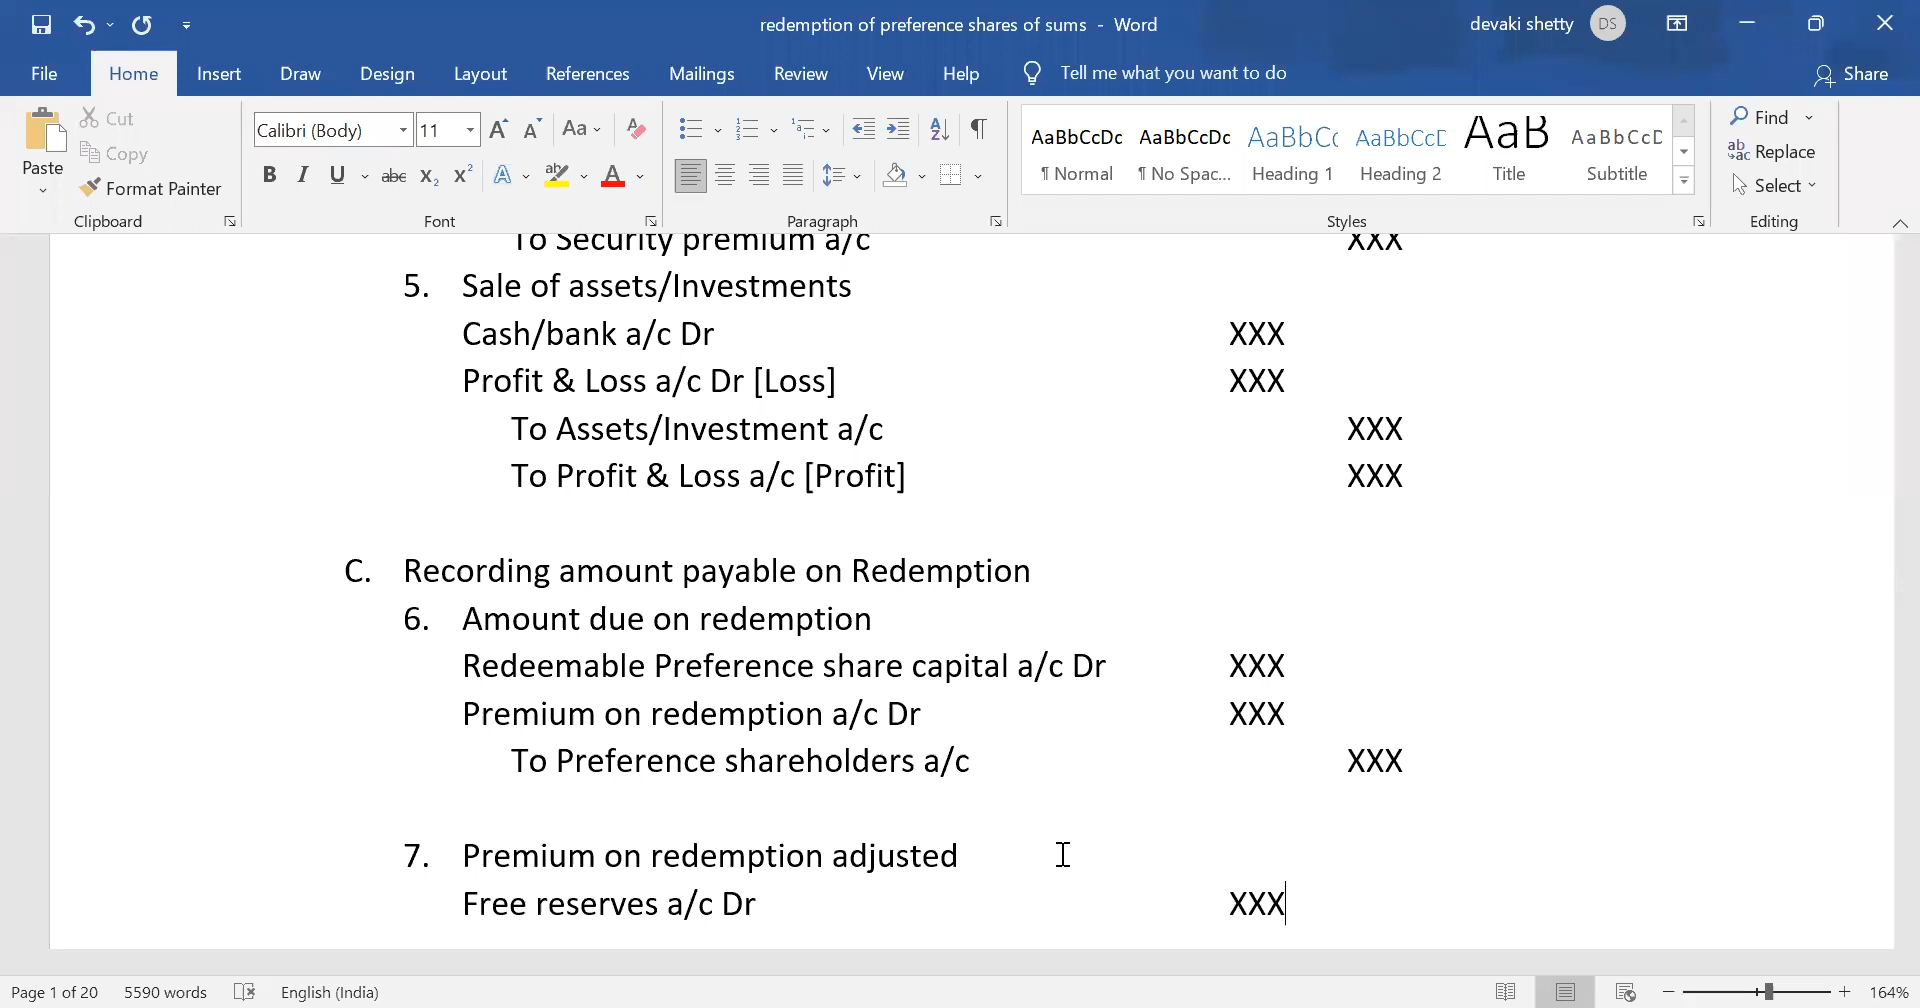 redemption of preference shares of sums - Word
devaki shetty DS
File Home Insert Draw Design Layout References Mailings Review View Help Tell me what you want to do Share
Paste
Cut
Copy
Format Painter
Clipboard
Calibri (Body) 11
Font
Paragraph
AaBbCcDc AaBbCcDc AaBbCc AaBbCcD AaB AaBbCcD
¶ Normal ¶ No Spac... Heading 1 Heading 2 Title Subtitle
Styles
Find
Replace
Select
Editing
To Security premium a/c XXX
5. Sale of assets/Investments
Cash/bank a/c Dr XXX
Profit & Loss a/c Dr [Loss] XXX
To Assets/Investment a/c XXX
To Profit & Loss a/c [Profit] XXX
C. Recording amount payable on Redemption
6. Amount due on redemption
Redeemable Preference share capital a/c Dr XXX
Premium on redemption a/c Dr XXX
To Preference shareholders a/c XXX
7. Premium on redemption adjusted
Free reserves a/c Dr XXX
Page 1 of 20 5590 words English (India) 164%